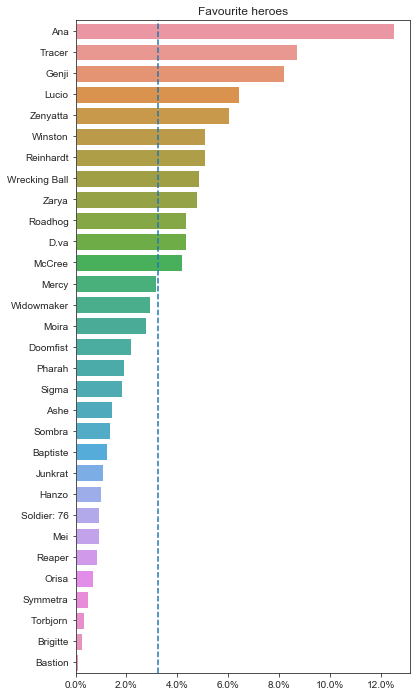 Favourite heroes
Ana
Tracer
Genji
Lucio
Zenyatta
Winston
Reinhardt
Wrecking Ball
Zarya
Roadhog
D.va
McCree
Mercy
Widowmaker
Moira
Doomfist
Pharah
Sigma
Ashe
Sombra
Baptiste
Junkrat
Hanzo
Soldier: 76
Mei
Reaper
Orisa
Symmetra
Torbjorn
Brigitte
Bastion
0.0% 2.0% 4.0% 6.0% 8.0% 10.0% 12.0%